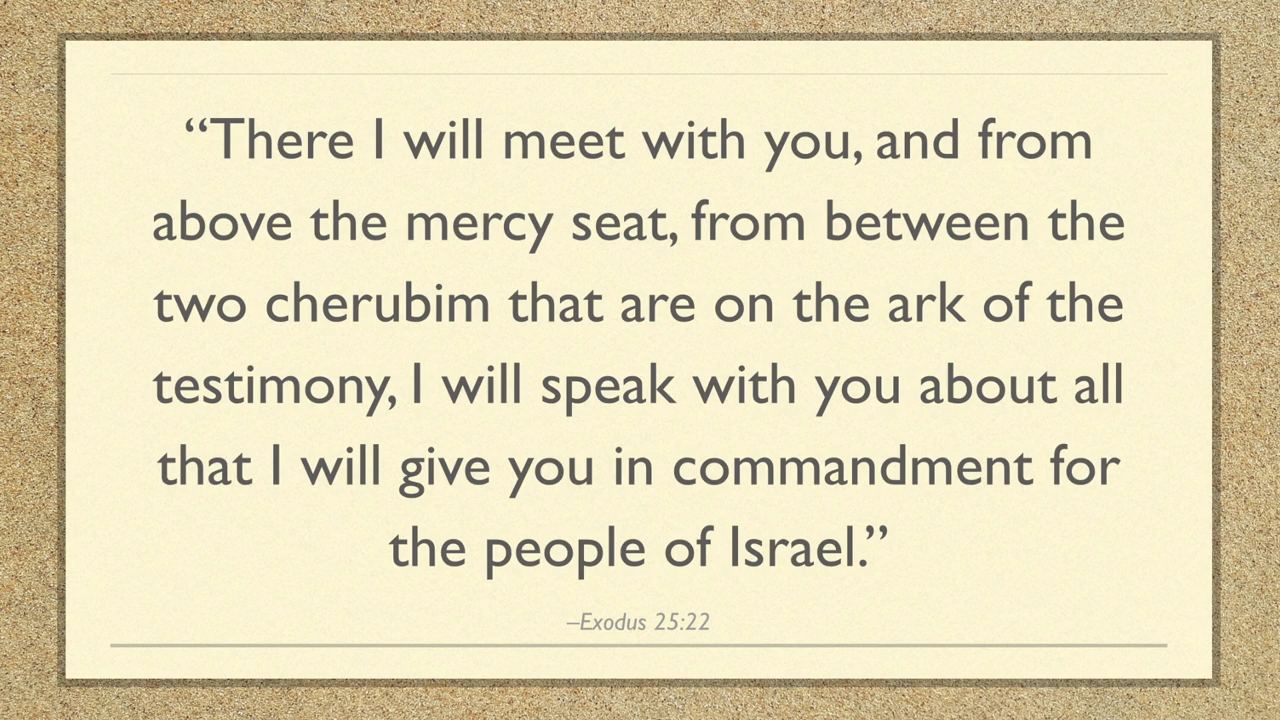 “There I will meet with you, and from
above the mercy seat, from between the
two cherubim that are on the ark of the
testimony, I will speak with you about all
that I will give you in commandment for
the people of Israel.”
–Exodus 25:22